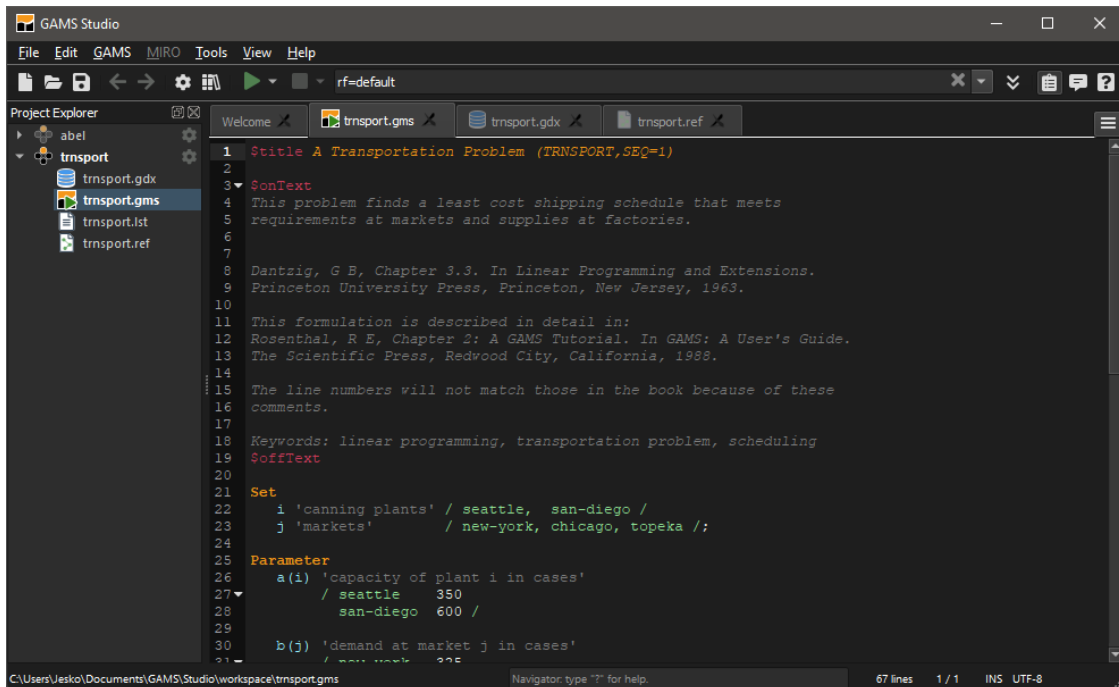 GAMS Studio
File Edit GAMS MIRO Tools View Help
rf=default
Project Explorer
abel
trnsport
trnsport.gdx
trnsport.gms
trnsport.lst
trnsport.ref
Welcome trnsport.gms trnsport.gdx trnsport.ref
1 $title A Transportation Problem (TRNSPORT,SEQ=1)
2
3 $onText
4 This problem finds a least cost shipping schedule that meets
5 requirements at markets and supplies at factories.
6
7
8 Dantzig, G B, Chapter 3.3. In Linear Programming and Extensions.
9 Princeton University Press, Princeton, New Jersey, 1963.
10
11 This formulation is described in detail in:
12 Rosenthal, R E, Chapter 2: A GAMS Tutorial. In GAMS: A User's Guide.
13 The Scientific Press, Redwood City, California, 1988.
14
15 The line numbers will not match those in the book because of these
16 comments.
17
18 Keywords: linear programming, transportation problem, scheduling
19 $offText
20
21 Set
22 i 'canning plants' / seattle, san-diego /
23 j 'markets' / new-york, chicago, topeka /;
24
25 Parameter
26 a(i) 'capacity of plant i in cases'
27 / seattle 350
28 san-diego 600 /
29
30 b(j) 'demand at market j in cases'
31 / new-york 325
C:\Users\Jesko\Documents\GAMS\Studio\workspace\trnsport.gms Navigator: type "?" for help. 67 lines 1 / 1 INS UTF-8